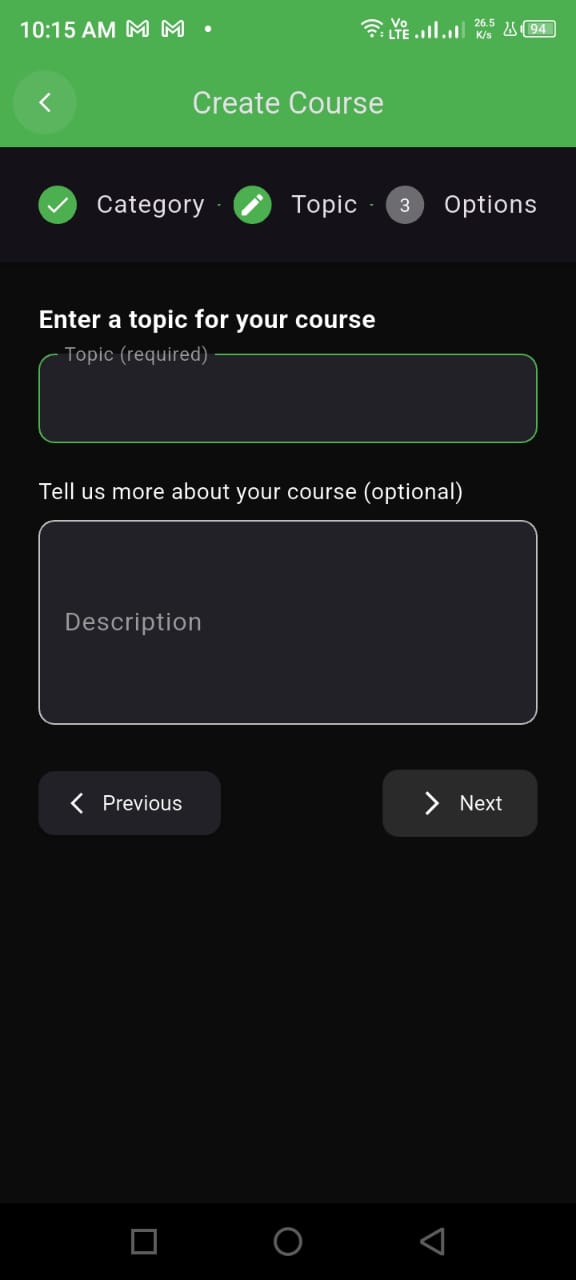 10:15 AM Vo LTE 26.5 K/s 94
Create Course
Category Topic 3 Options
Enter a topic for your course
Topic (required)
Tell us more about your course (optional)
Description
Previous Next